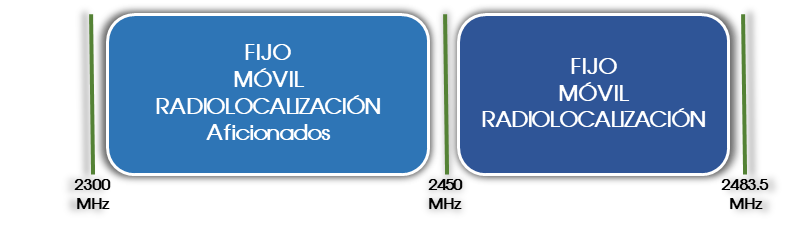 FIJO
MÓVIL
RADIOLOCALIZACIÓN
Aficionados
FIJO
MÓVIL
RADIOLOCALIZACIÓN
2300
MHz
2450
MHz
2483.5
MHz